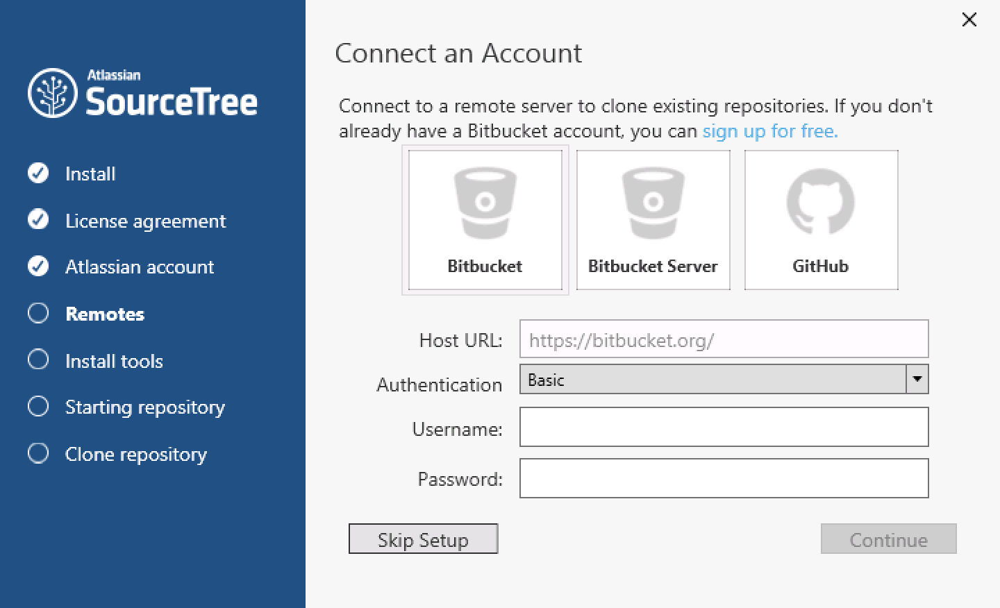 Atlassian
SourceTree
Install
License agreement
Atlassian account
Remotes
Install tools
Starting repository
Clone repository
Connect an Account
Connect to a remote server to clone existing repositories. If you don't
already have a Bitbucket account, you can sign up for free.
Bitbucket
Bitbucket Server
GitHub
Host URL: https://bitbucket.org/
Authentication Basic
Username:
Password:
Skip Setup
Continue